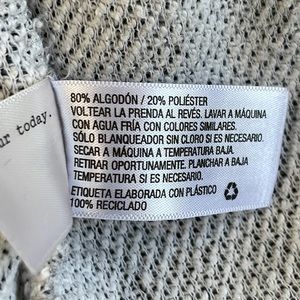 ur today.
80% ALGODÓN / 20% POLIÉSTER
VOLTEAR LA PRENDA AL REVÉS. LAVAR A MÁQUINA
CON AGUA FRÍA CON COLORES SIMILARES.
SÓLO BLANQUEADOR SIN CLORO SI ES NECESARIO.
SECAR A MÁQUINA A TEMPERATURA BAJA.
RETIRAR OPORTUNAMENTE. PLANCHAR A BAJA
TEMPERATURA SI ES NECESARIO.
ETIQUETA ELABORADA CON PLÁSTICO
100% RECICLADO